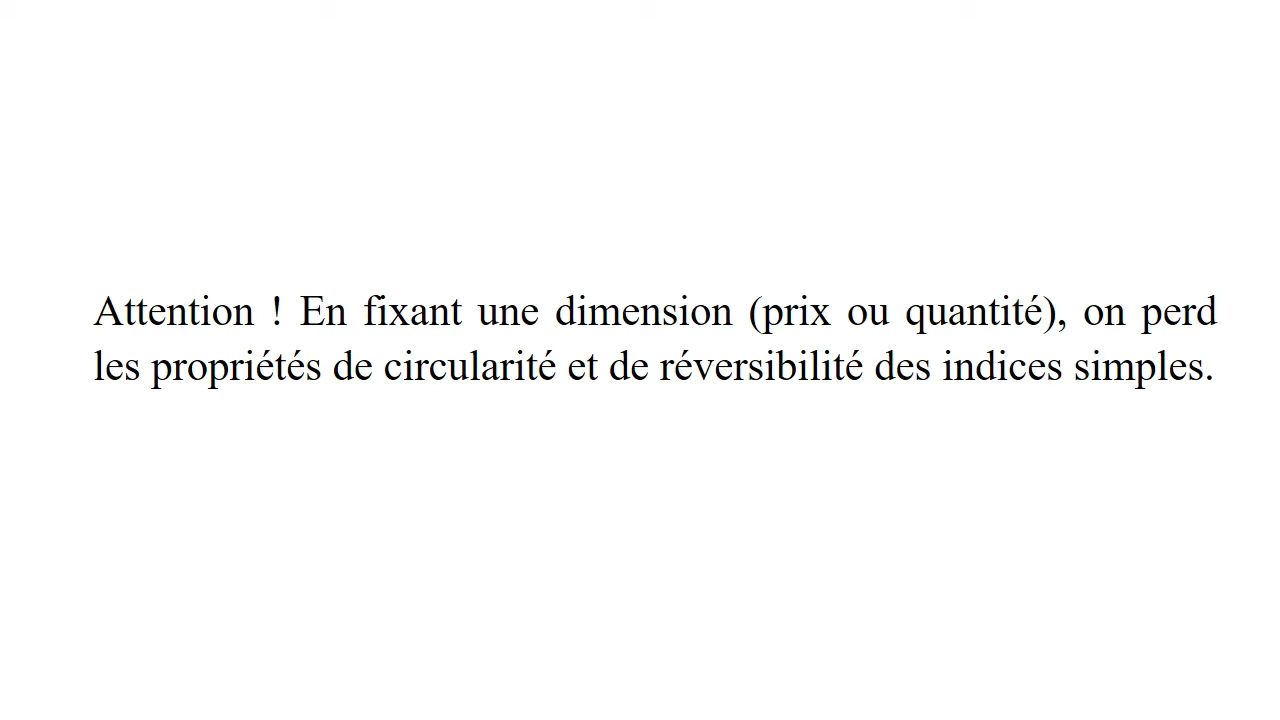 Attention ! En fixant une dimension (prix ou quantité), on perd
les propriétés de circularité et de réversibilité des indices simples.